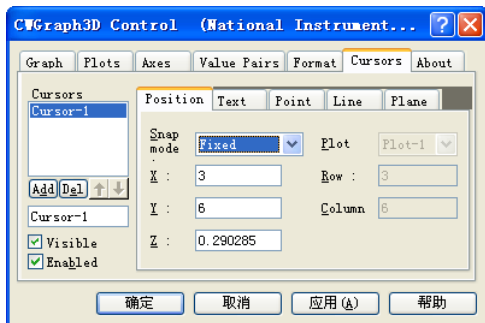 CWGraph3D Control (National Instrument...
Graph Plots Axes Value Pairs Format Cursors About
Cursors
Cursor-1
Add Del
Cursor-1
Visible
Enabled
Position Text Point Line Plane
Snap mode : Fixed Plot Plot-1
X : 3 Row : 3
Y : 6 Column 6
Z : 0.290285
确定 取消 应用(A) 帮助